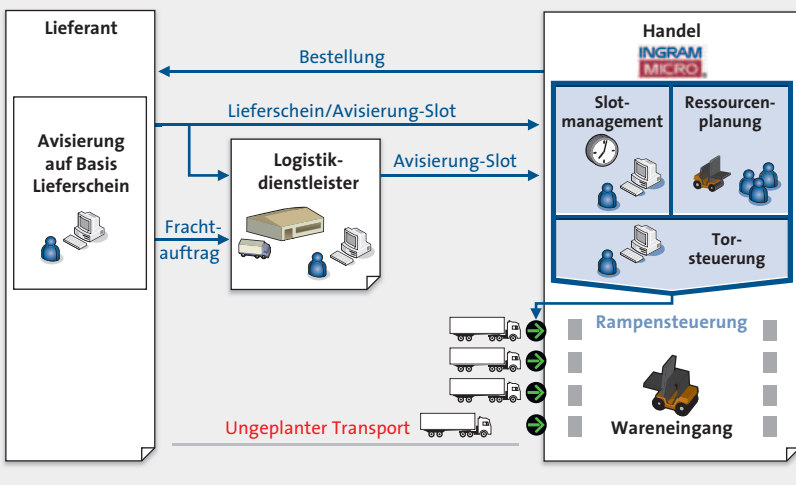 Lieferant
Handel
INGRAM
MICRO®
Bestellung
Lieferschein/Avisierung-Slot
Avisierung
auf Basis
Lieferschein
Logistik-
dienstleister
Avisierung-Slot
Slot-
management
Ressourcen-
planung
Fracht-
auftrag
Tor-
steuerung
Rampensteuerung
Ungeplanter Transport
Wareneingang